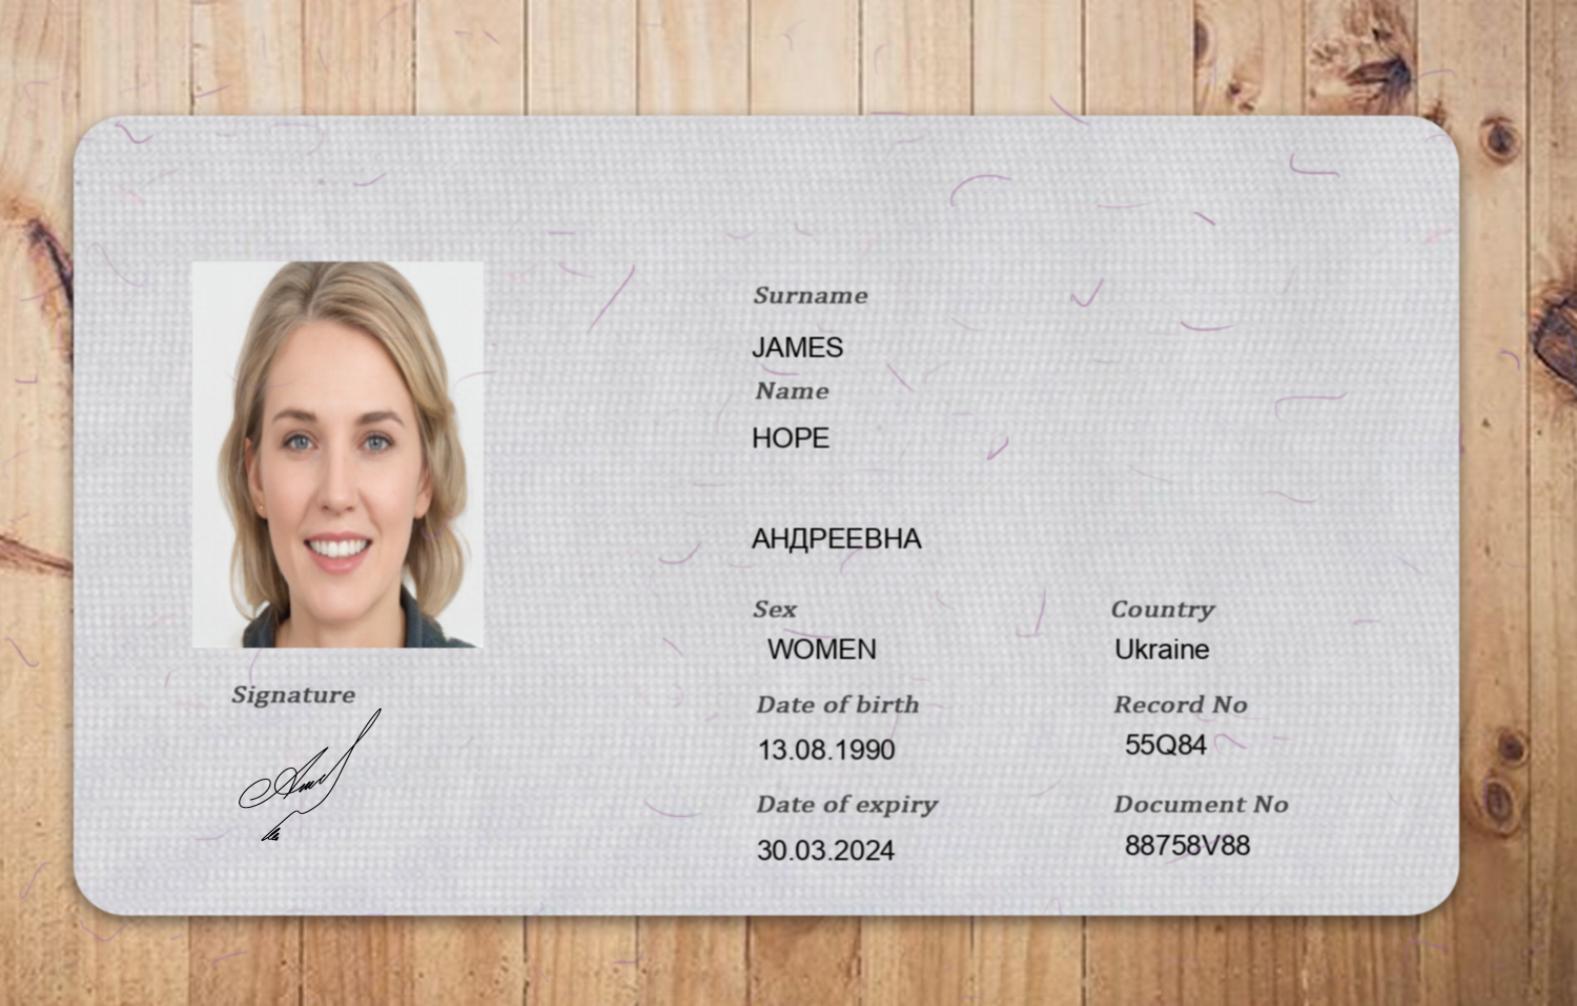 Surname
JAMES
Name
HOPE
АНДРЕЕВНА
Sex Country
WOMEN Ukraine
Date of birth Record No
13.08.1990 55Q84
Date of expiry Document No
30.03.2024 88758V88
Signature